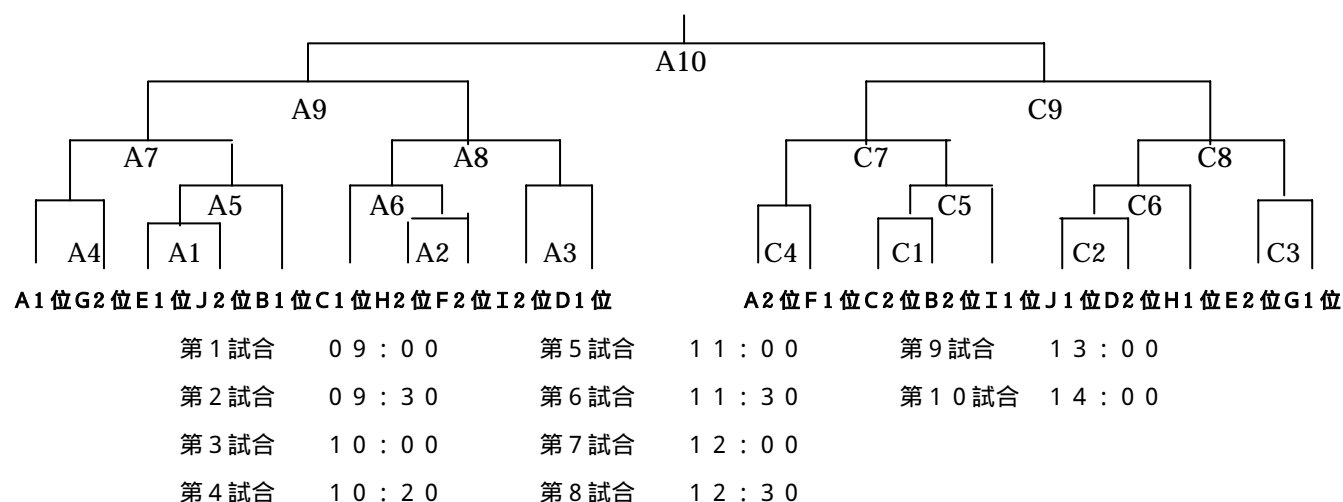 A10
A9 C9
A7 A8 C7 C8
A5 A6 C5 C6
A4 A1 A2 A3 C4 C1 C2 C3
A1位G2位E1位J2位B1位C1位H2位F2位I2位D1位 A2位F1位C2位B2位I1位J1位D2位H1位E2位G1位
第1試合 09:00 第5試合 11:00 第9試合 13:00
第2試合 09:30 第6試合 11:30 第10試合 14:00
第3試合 10:00 第7試合 12:00
第4試合 10:20 第8試合 12:30